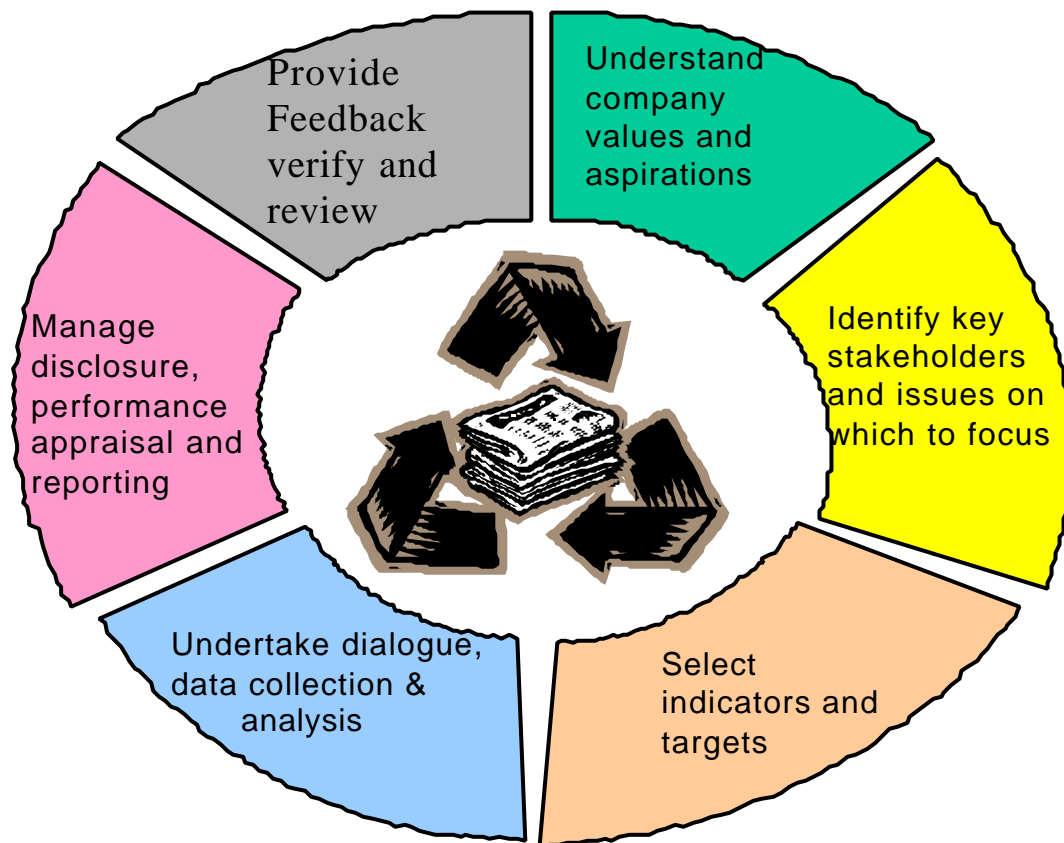 Provide
Feedback
verify and
review
Understand
company
values and
aspirations
Identify key
stakeholders
and issues on
which to focus
Select
indicators and
targets
Undertake dialogue,
data collection &
analysis
Manage
disclosure,
performance
appraisal and
reporting